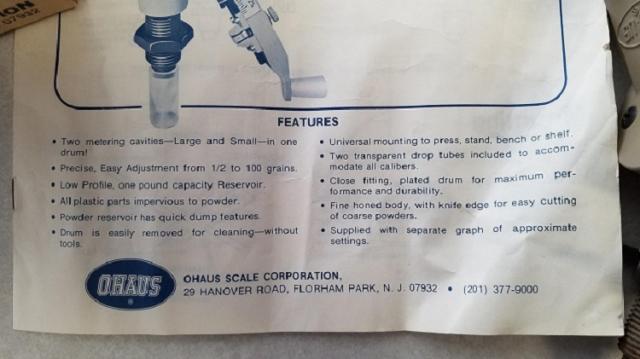 ON
07932
FEATURES
• Two metering cavities—Large and Small—in one
drum!
• Precise, Easy Adjustment from 1/2 to 100 grains.
• Low Profile, one pound capacity Reservoir.
• All plastic parts impervious to powder.
• Powder reservoir has quick dump features.
• Drum is easily removed for cleaning—without
tools.
• Universal mounting to press, stand, bench or shelf.
• Two transparent drop tubes included to accom-
modate all calibers.
• Close fitting, plated drum for maximum per-
formance and durability.
• Fine honed body, with knife edge for easy cutting
of coarse powders.
• Supplied with separate graph of approximate
settings.
OHAUS
®
OHAUS SCALE CORPORATION,
29 HANOVER ROAD, FLORHAM PARK, N. J. 07932 • (201) 377-9000